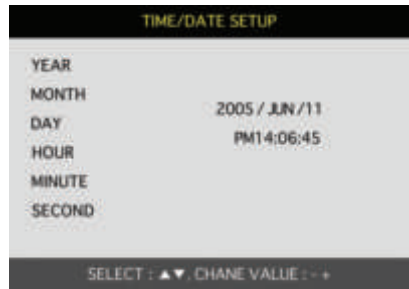 TIME/DATE SETUP
YEAR
MONTH
DAY
HOUR
MINUTE
SECOND
2005 / JUN /11
PM14:06:45
SELECT : ▲▼, CHANE VALUE : - +